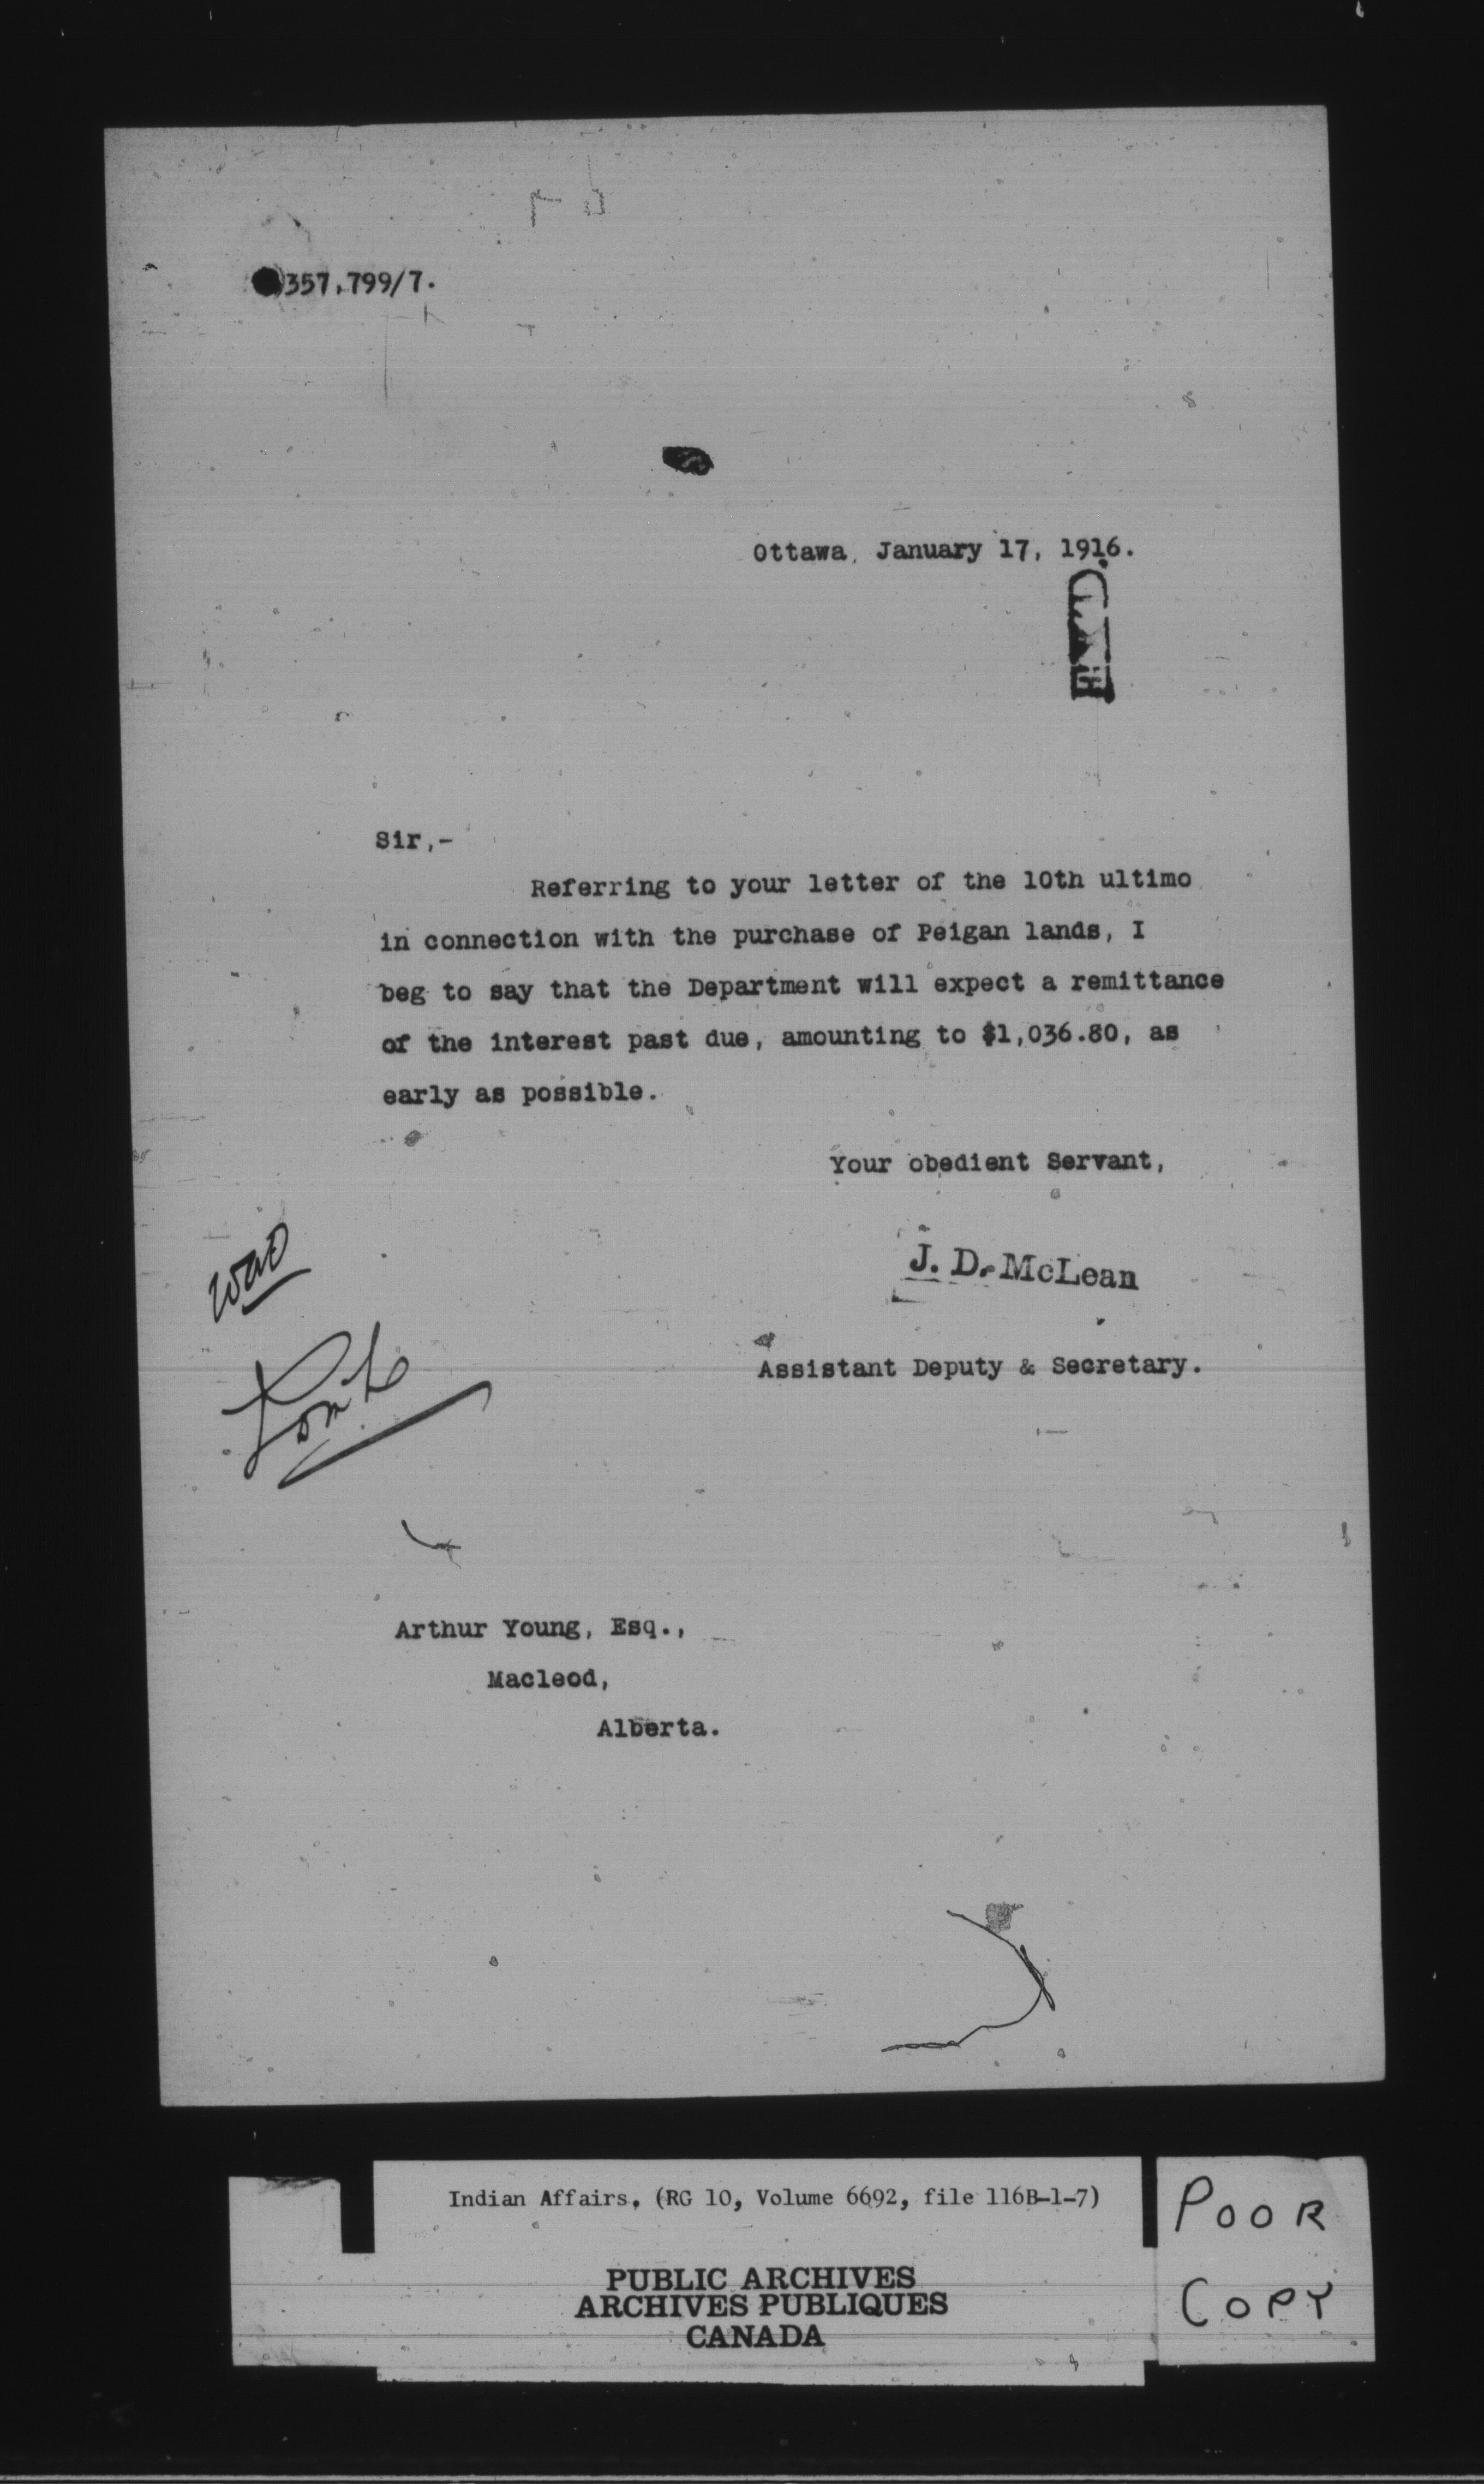 357,799/7.
Ottawa, January 17, 1916.
Sir,-
Referring to your letter of the 10th ultimo
in connection with the purchase of Peigan lands, I
beg to say that the Department will expect a remittance
of the interest past due, amounting to $1,036.80, as
early as possible.
Your obedient Servant,
J. D. McLean
Assistant Deputy & Secretary.
Arthur Young, Esq.,
Macleod,
Alberta.
Indian Affairs. (RG 10, Volume 6692, file 116B-1-7)
PUBLIC ARCHIVES
ARCHIVES PUBLIQUES
CANADA
POOR
COPY